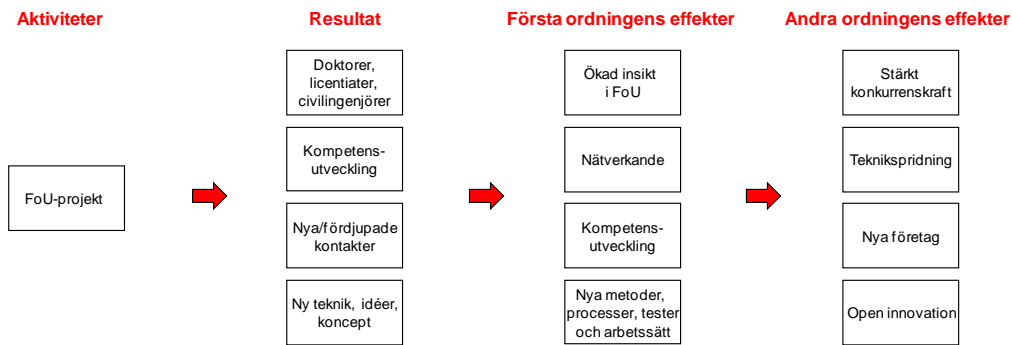 Aktiviteter
Resultat
Första ordningens effekter
Andra ordningens effekter
FoU-projekt
Doktorer,
licentiater,
civilingenjörer
Kompetens-
utveckling
Nya/fördjupade
kontakter
Ny teknik, idéer,
koncept
Ökad insikt
i FoU
Nätverkande
Kompetens-
utveckling
Nya metoder,
processer, tester
och arbetssätt
Stärkt
konkurrenskraft
Teknikspridning
Nya företag
Open innovation